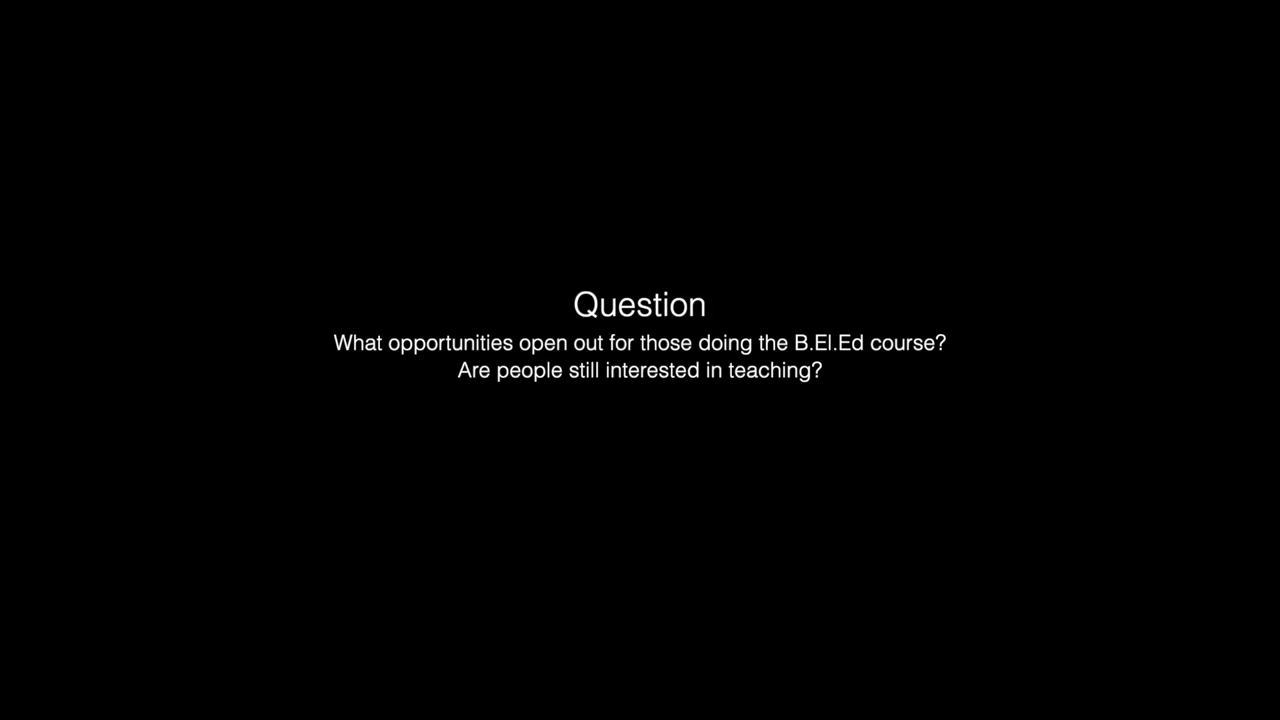 Question
What opportunities open out for those doing the B.El.Ed course?
Are people still interested in teaching?